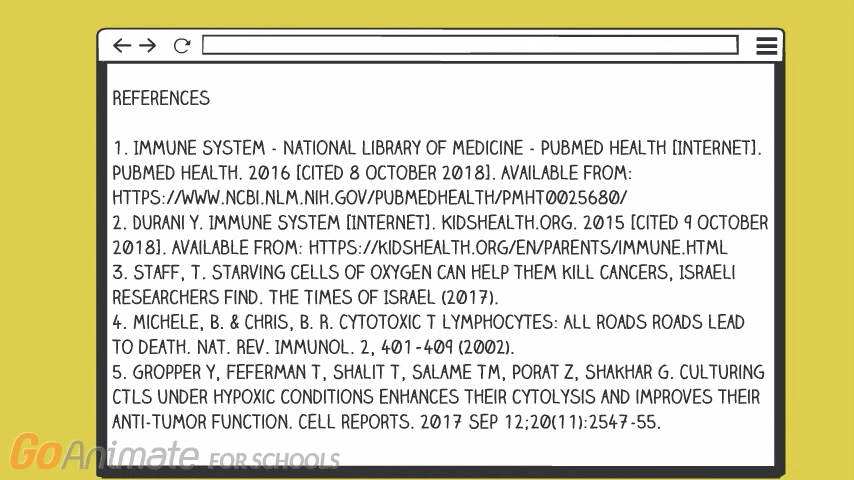 REFERENCES
1. IMMUNE SYSTEM - NATIONAL LIBRARY OF MEDICINE - PUBMED HEALTH [INTERNET].
PUBMED HEALTH. 2016 [CITED 8 OCTOBER 2018]. AVAILABLE FROM:
HTTPS://WWW.NCBI.NLM.NIH.GOV/PUBMEDHEALTH/PMHT0025680/
2. DURANI Y. IMMUNE SYSTEM [INTERNET]. KIDSHEALTH.ORG. 2015 [CITED 9 OCTOBER
2018]. AVAILABLE FROM: HTTPS://KIDSHEALTH.ORG/EN/PARENTS/IMMUNE.HTML
3. STAFF, T. STARVING CELLS OF OXYGEN CAN HELP THEM KILL CANCERS, ISRAELI
RESEARCHERS FIND. THE TIMES OF ISRAEL (2017).
4. MICHELE, B. & CHRIS, B. R. CYTOTOXIC T LYMPHOCYTES: ALL ROADS ROADS LEAD
TO DEATH. NAT. REV. IMMUNOL. 2, 401-409 (2002).
5. GROPPER Y, FEFERMAN T, SHALIT T, SALAME TM, PORAT Z, SHAKHAR G. CULTURING
CTLS UNDER HYPOXIC CONDITIONS ENHANCES THEIR CYTOLYSIS AND IMPROVES THEIR
ANTI-TUMOR FUNCTION. CELL REPORTS. 2017 SEP 12;20(11):2547-55.
GoAnimate FOR SCHOOLS